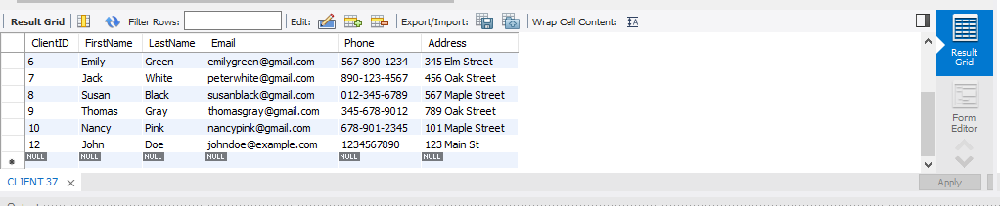 Result Grid Filter Rows: Edit: Export/Import: Wrap Cell Content: IA
ClientID FirstName LastName Email Phone Address
6 Emily Green emilygreen@gmail.com 567-890-1234 345 Elm Street
7 Jack White peterwhite@gmail.com 890-123-4567 456 Oak Street
8 Susan Black susanblack@gmail.com 012-345-6789 567 Maple Street
9 Thomas Gray thomasgray@gmail.com 345-678-9012 789 Oak Street
10 Nancy Pink nancypink@gmail.com 678-901-2345 101 Maple Street
12 John Doe johndoe@example.com 1234567890 123 Main St
NULL NULL NULL NULL NULL NULL
Result
Grid
Form
Editor
CLIENT 37
Apply